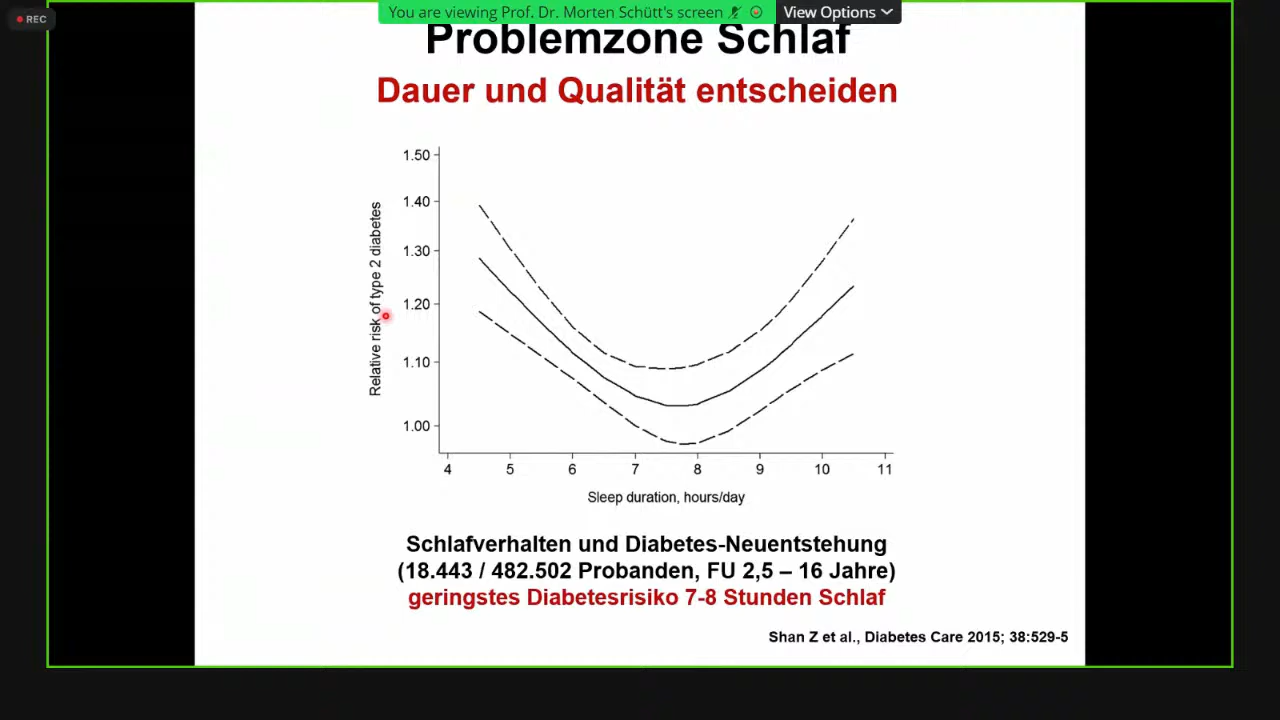 REC
You are viewing Prof. Dr. Morten Schütt's screen
View Options
Problemzone Schlaf
Dauer und Qualität entscheiden
1.50
1.40
1.30
1.20
1.10
1.00
Relative risk of type 2 diabetes
4 5 6 7 8 9 10 11
Sleep duration, hours/day
Schlafverhalten und Diabetes-Neuentstehung
(18.443 / 482.502 Probanden, FU 2,5 – 16 Jahre)
geringstes Diabetesrisiko 7-8 Stunden Schlaf
Shan Z et al., Diabetes Care 2015; 38:529-5